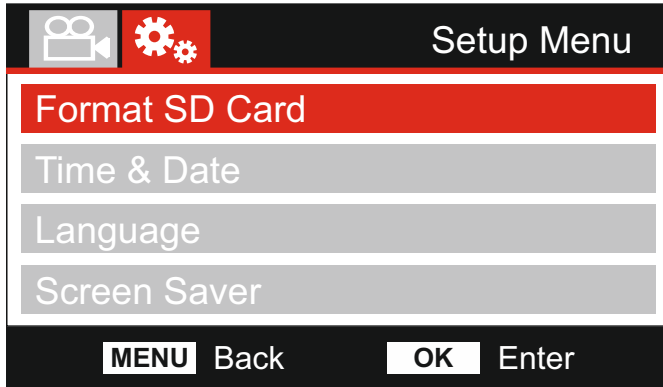 Setup Menu
Format SD Card
Time & Date
Language
Screen Saver
MENU Back OK Enter